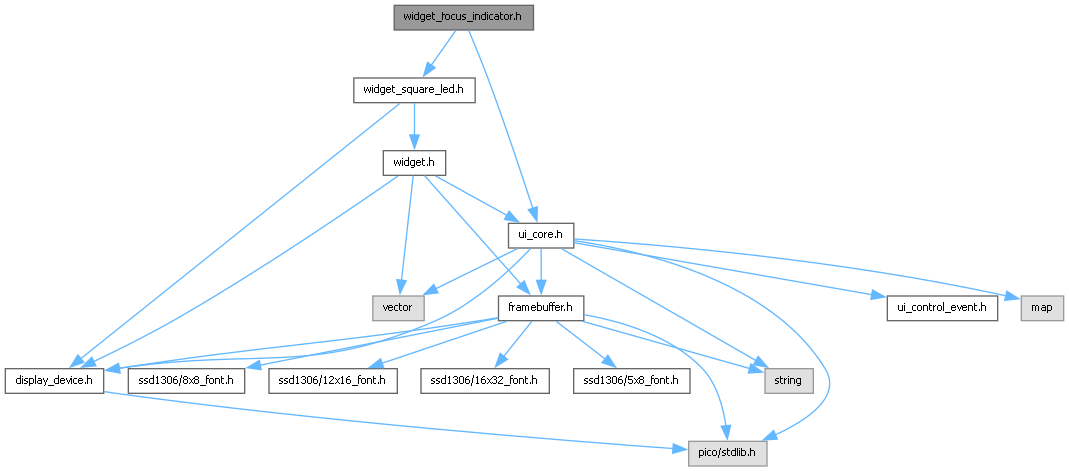 widget_focus_indicator.h
widget_square_led.h
widget.h
ui_core.h
vector
framebuffer.h
ui_control_event.h
map
display_device.h
ssd1306/8x8_font.h
ssd1306/12x16_font.h
ssd1306/16x32_font.h
ssd1306/5x8_font.h
string
pico/stdlib.h